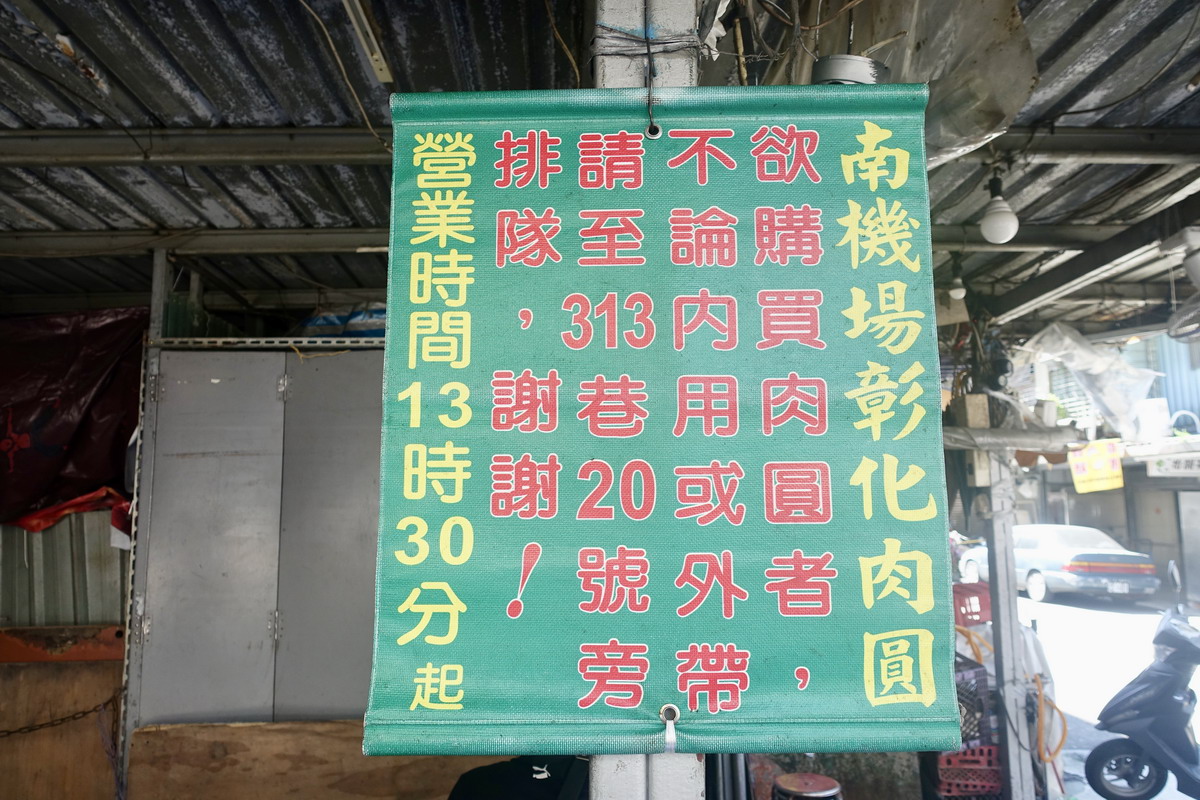 南機場彰化肉圓
欲購買肉圓者，
不論內用或外帶
請至313巷20號旁
排隊，謝謝！
營業時間13時30分起